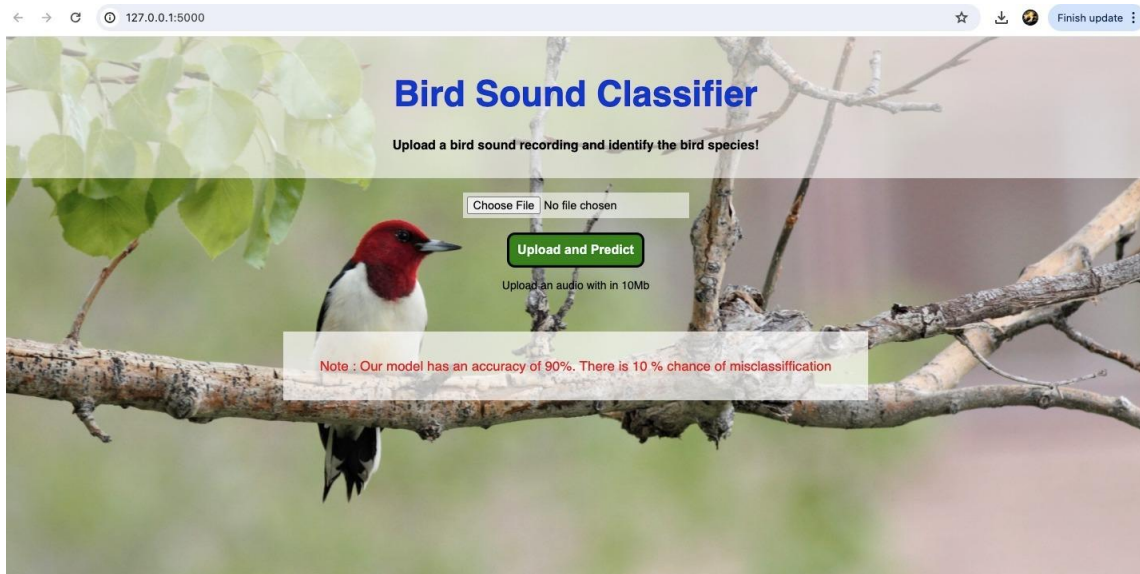 127.0.0.1:5000
Finish update
Bird Sound Classifier
Upload a bird sound recording and identify the bird species!
Choose File No file chosen
Upload and Predict
Upload an audio with in 10Mb
Note : Our model has an accuracy of 90%. There is 10 % chance of misclassiffication